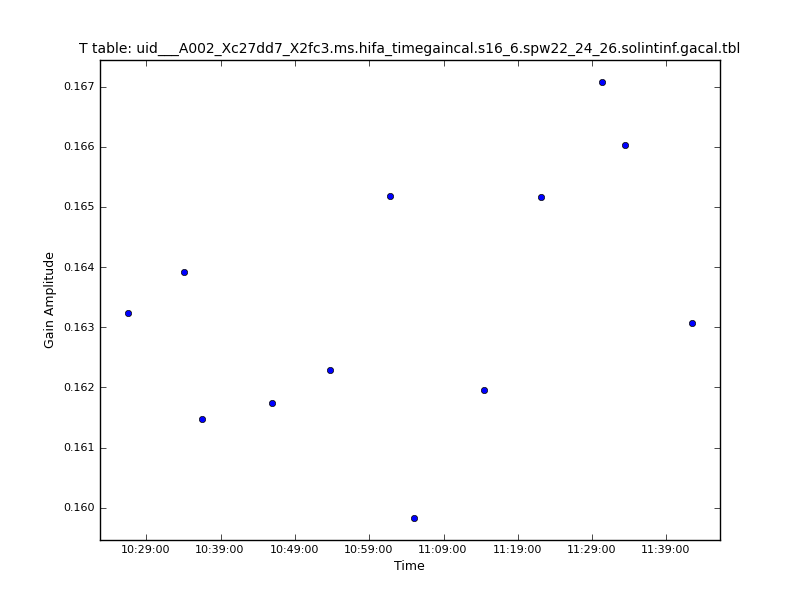 T table: uid___A002_Xc27dd7_X2fc3.ms.hifa_timegaincal.s16_6.spw22_24_26.solintinf.gacal.tbl
0.167
0.166
0.165
0.164
0.163
0.162
0.161
0.160
Gain Amplitude
10:29:00 10:39:00 10:49:00 10:59:00 11:09:00 11:19:00 11:29:00 11:39:00
Time